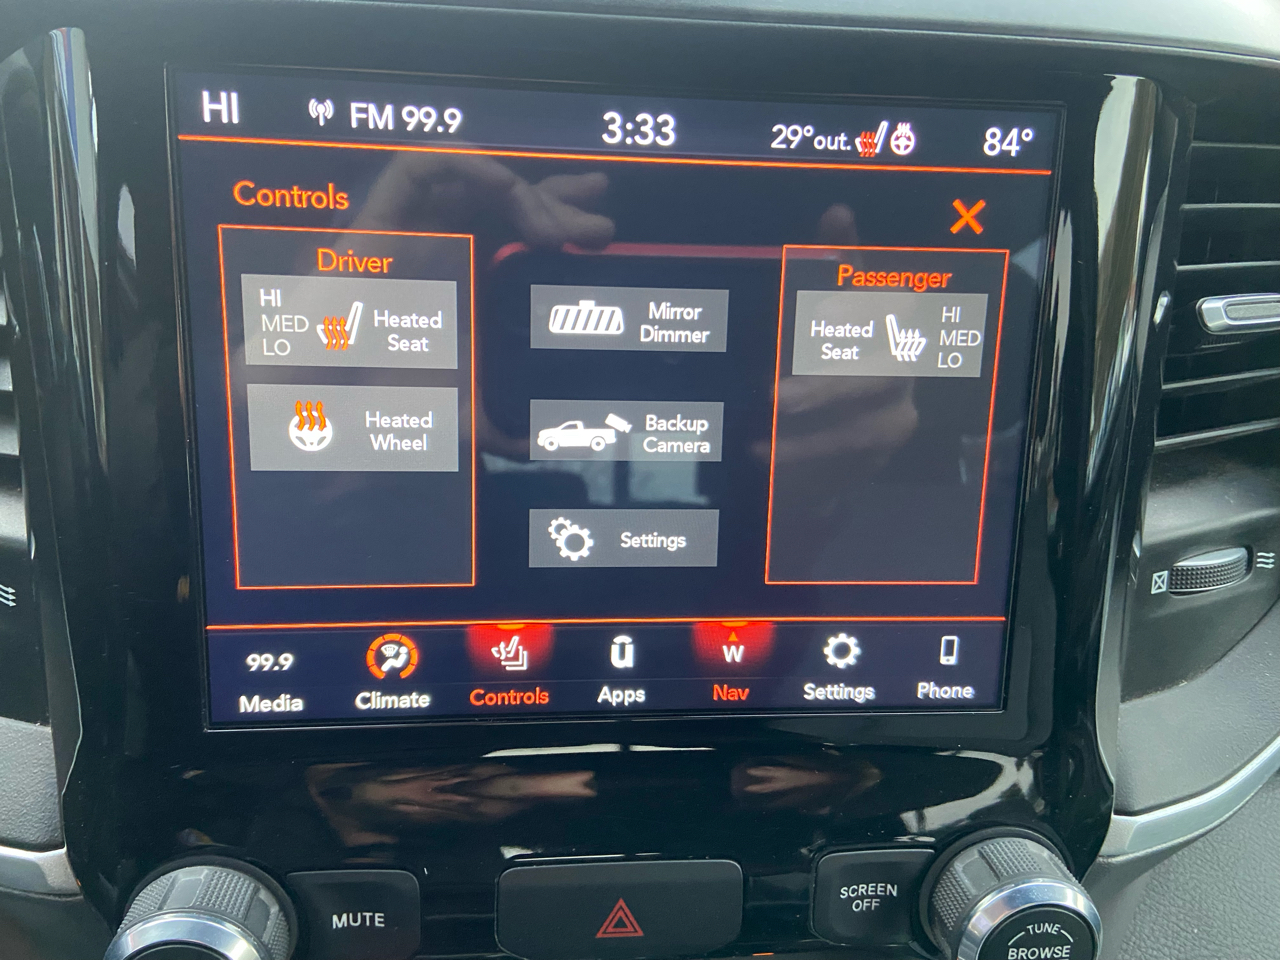 HI FM 99.9 3:33 29°out. 84°
Controls
Driver
HI
MED
LO
Heated
Seat
Heated
Wheel
Mirror
Dimmer
Backup
Camera
Settings
Passenger
Heated
Seat
HI
MED
LO
99.9
Media
Climate
Controls
Apps
W
Nav
Settings
Phone
MUTE
SCREEN
OFF
TUNE
BROWSE